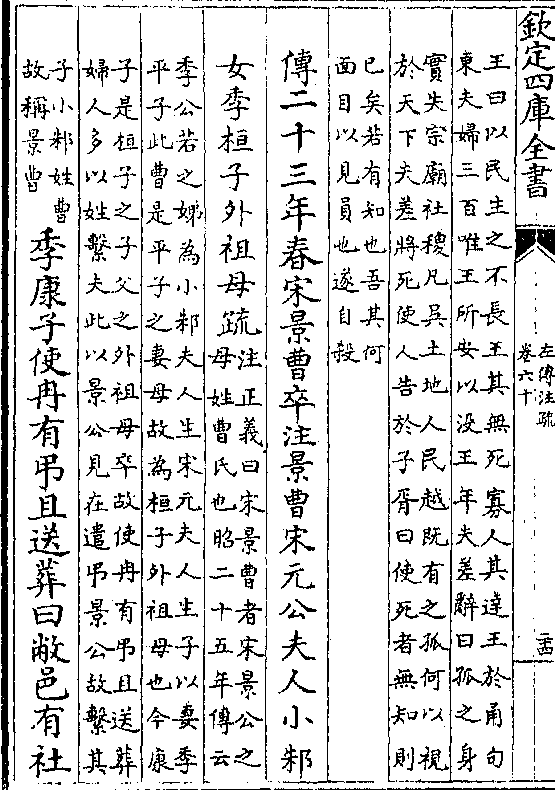 欽定四庫全書
左傳注疏
卷六十
王曰以民生之不長王其無死寡人其達王於甬句
東夫婦三百唯王所安以没王年夫差辭曰孤之身
實失宗廟社稷凡吳土地人民越既有之孤何以視
於天下夫差將死使人告於子胥曰使死者無知則
已矣若有知也吾其何
面目以見員也遂自殺
傳二十三年春宋景曹卒注景曹宋元公夫人小邾
女季桓子外祖母疏
注正義曰宋景曹者宋景公之
母姓曹氏也昭二十五年傳云
季公若之姊為小邾夫人生宋元夫人生子以妻季
平子此曹是平子之妻母故為桓子外祖母也今康
子是桓子之子父之外祖母卒故使冉有吊且送葬
婦人多以姓繫夫此以景公見在遣吊景公故繫其
子小邾姓曹
故稱景曹
季康子使冉有吊且送葬曰敝邑有社